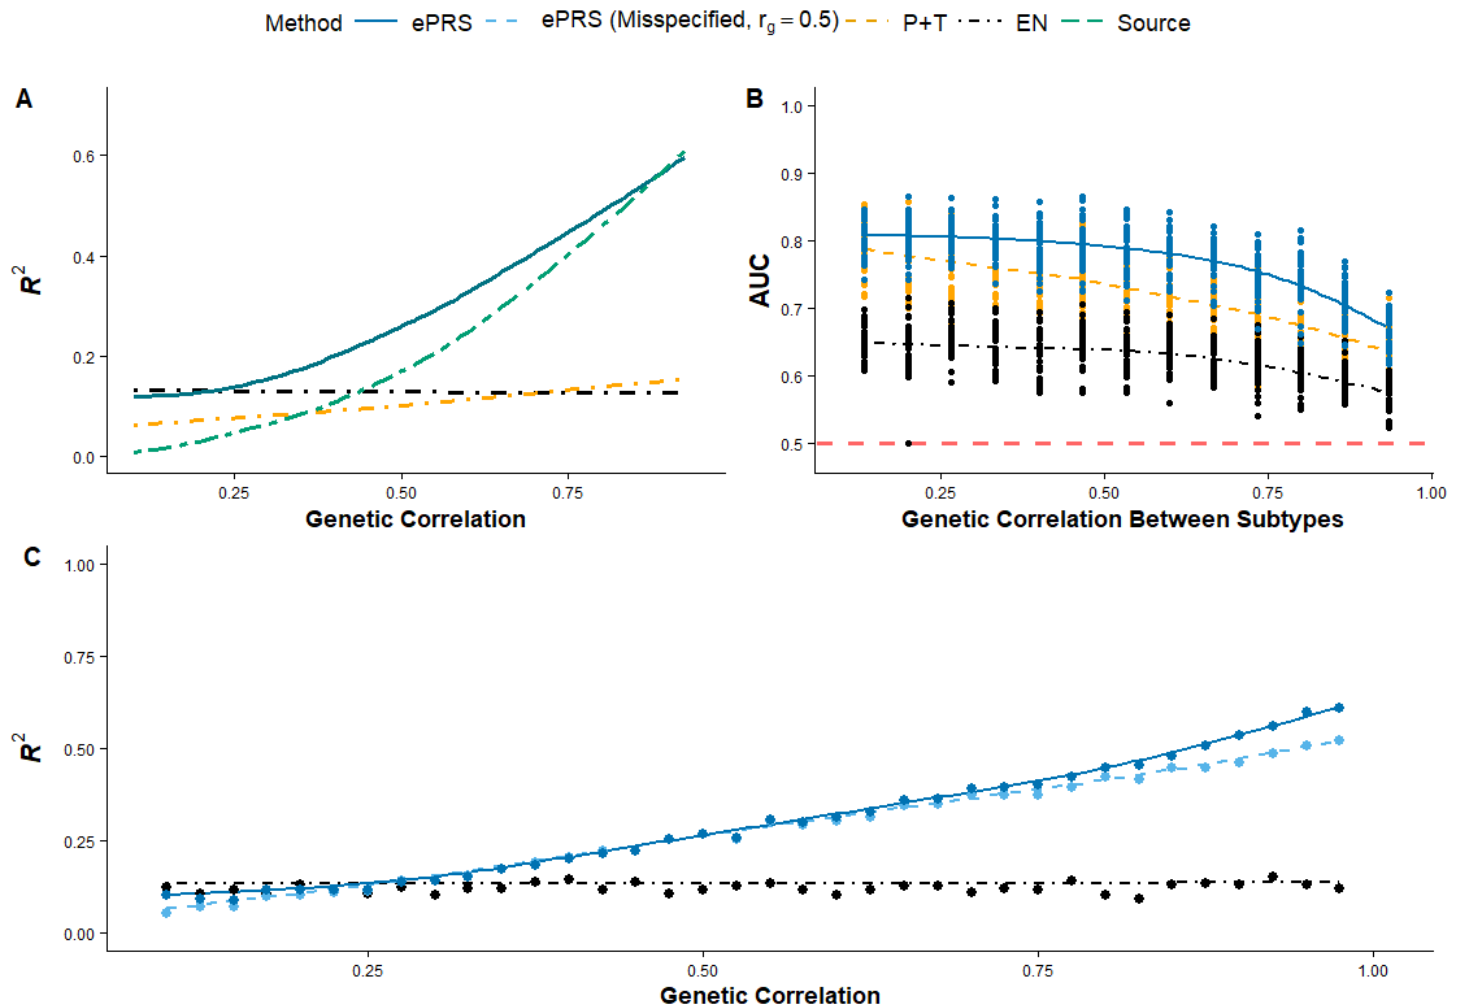 Method ePRS ePRS (Misspecified, r_g = 0.5) P+T EN Source
A
0.6
0.4
0.2
0.0
R²
0.25 0.50 0.75
Genetic Correlation
B
1.0
0.9
0.8
0.7
0.6
0.5
AUC
0.25 0.50 0.75 1.00
Genetic Correlation Between Subtypes
C
1.00
0.75
0.50
0.25
0.00
R²
0.25 0.50 0.75 1.00
Genetic Correlation